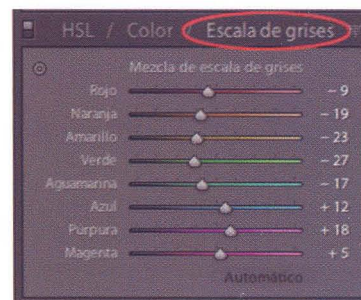 HSL / Color / Escala de grises
Mezcla de escala de grises
Rojo - 9
Naranja - 19
Amarillo - 23
Verde - 27
Aguamarina - 17
Azul + 12
Púrpura + 18
Magenta + 5
Automático